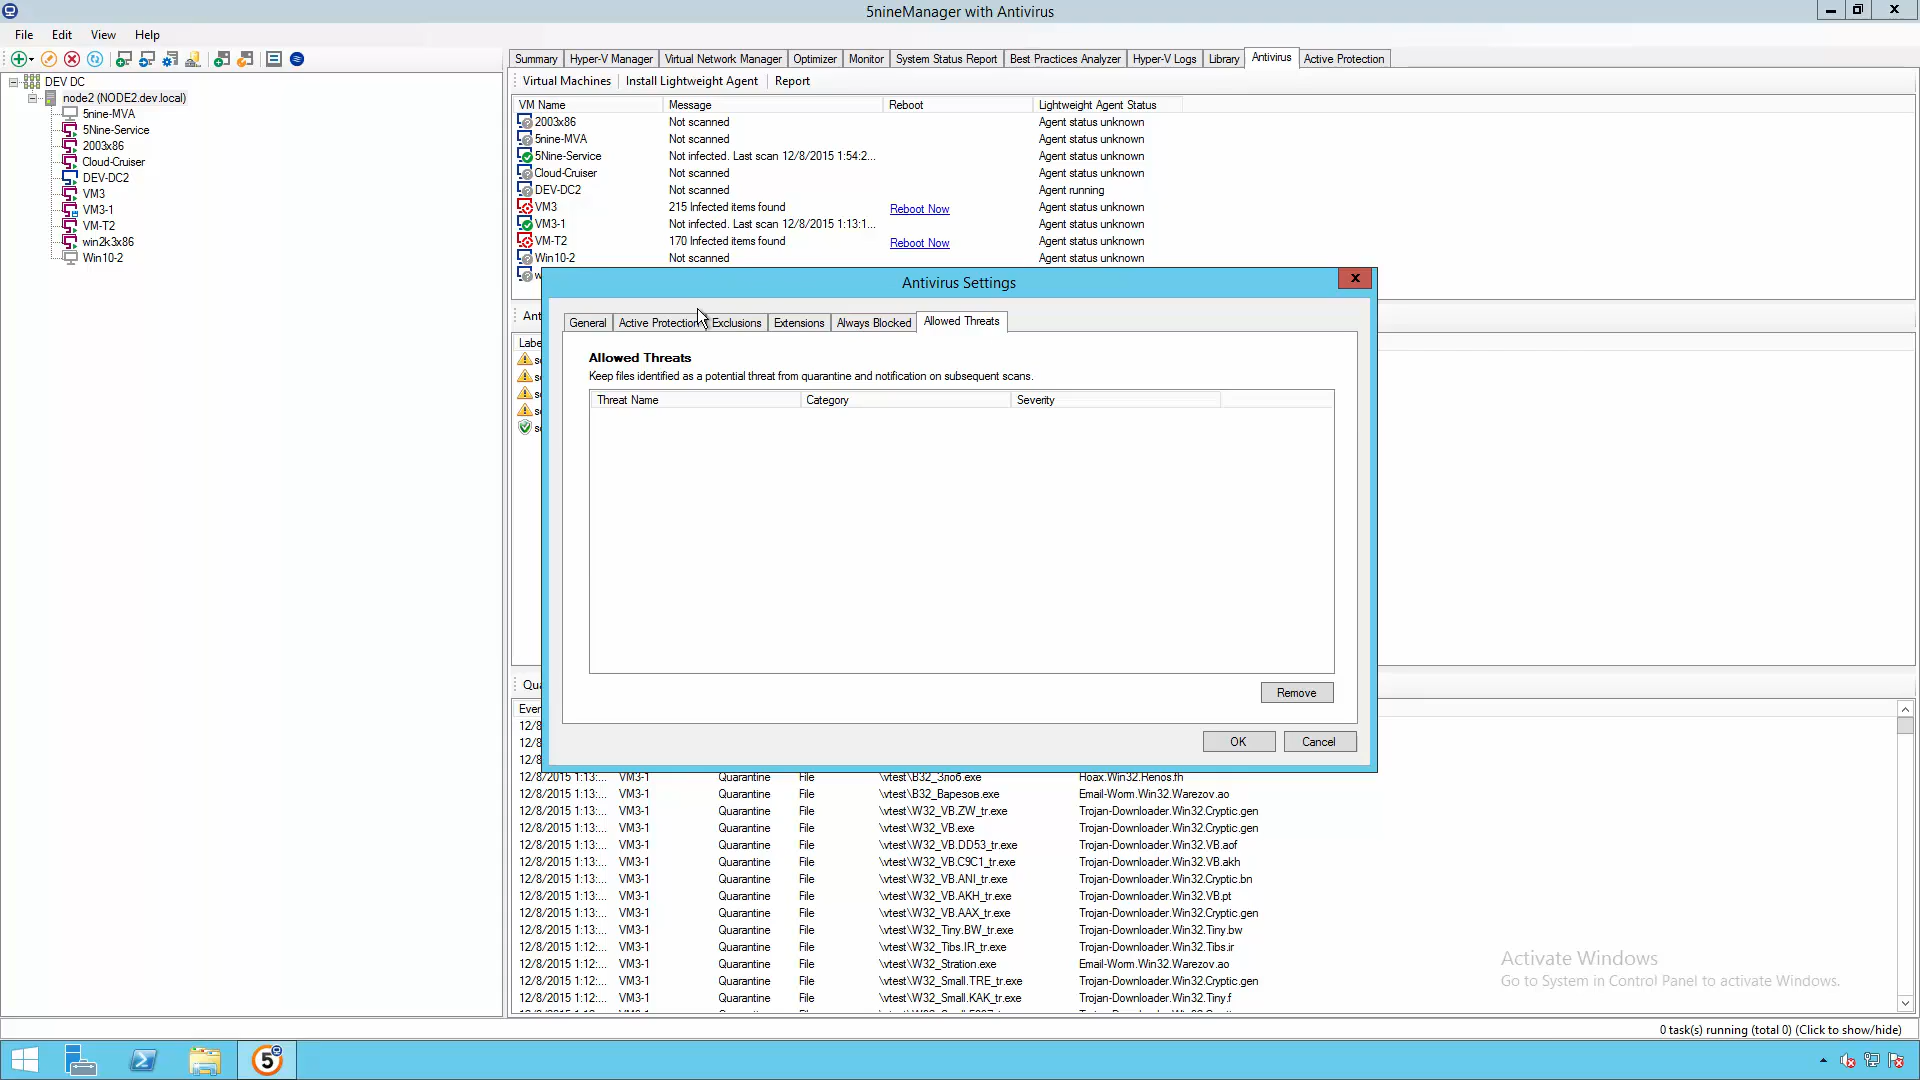 5nineManager with Antivirus
File Edit View Help
Summary Hyper-V Manager Virtual Network Manager Optimizer Monitor System Status Report Best Practices Analyzer Hyper-V Logs Library Antivirus Active Protection
DEV DC
node2 (NODE2.dev.local)
5nine-MVA
5Nine-Service
2003x86
Cloud-Cruiser
DEV-DC2
VM3
VM3-1
VM-T2
win2k3x86
Win10-2
Virtual Machines Install Lightweight Agent Report
VM Name Message Reboot Lightweight Agent Status
2003x86 Not scanned Agent status unknown
5nine-MVA Not scanned Agent status unknown
5Nine-Service Not infected. Last scan 12/8/2015 1:54:2... Agent status unknown
Cloud-Cruiser Not scanned Agent status unknown
DEV-DC2 Not scanned Agent running
VM3 215 Infected items found Reboot Now Agent status unknown
VM3-1 Not infected. Last scan 12/8/2015 1:13:1... Agent status unknown
VM-T2 170 Infected items found Reboot Now Agent status unknown
Win10-2 Not scanned Agent status unknown
Antivirus Settings
General Active Protection Exclusions Extensions Always Blocked Allowed Threats
Allowed Threats
Keep files identified as a potential threat from quarantine and notification on subsequent scans.
Threat Name Category Severity
Remove
OK Cancel
12/8/2015 1:13:... VM3-1 Quarantine File \vtest\B32_Злоб.exe Hoax.Win32.Renos.fh
12/8/2015 1:13:... VM3-1 Quarantine File \vtest\B32_Варезов.exe Email-Worm.Win32.Warezov.ao
12/8/2015 1:13:... VM3-1 Quarantine File \vtest\W32_VB.ZW_tr.exe Trojan-Downloader.Win32.Cryptic.gen
12/8/2015 1:13:... VM3-1 Quarantine File \vtest\W32_VB.exe Trojan-Downloader.Win32.Cryptic.gen
12/8/2015 1:13:... VM3-1 Quarantine File \vtest\W32_VB.DD53_tr.exe Trojan-Downloader.Win32.VB.aof
12/8/2015 1:13:... VM3-1 Quarantine File \vtest\W32_VB.C9C1_tr.exe Trojan-Downloader.Win32.VB.akh
12/8/2015 1:13:... VM3-1 Quarantine File \vtest\W32_VB.ANI_tr.exe Trojan-Downloader.Win32.Cryptic.bn
12/8/2015 1:13:... VM3-1 Quarantine File \vtest\W32_VB.AKH_tr.exe Trojan-Downloader.Win32.VB.pt
12/8/2015 1:13:... VM3-1 Quarantine File \vtest\W32_VB.AAX_tr.exe Trojan-Downloader.Win32.Cryptic.gen
12/8/2015 1:13:... VM3-1 Quarantine File \vtest\W32_Tiny.BW_tr.exe Trojan-Downloader.Win32.Tiny.bw
12/8/2015 1:12:... VM3-1 Quarantine File \vtest\W32_Tibs.IR_tr.exe Trojan-Downloader.Win32.Tibs.ir
12/8/2015 1:12:... VM3-1 Quarantine File \vtest\W32_Stration.exe Email-Worm.Win32.Warezov.ao
12/8/2015 1:12:... VM3-1 Quarantine File \vtest\W32_Small.TRE_tr.exe Trojan-Downloader.Win32.Cryptic.gen
12/8/2015 1:12:... VM3-1 Quarantine File \vtest\W32_Small.KAK_tr.exe Trojan-Downloader.Win32.Tiny.f
Activate Windows
Go to System in Control Panel to activate Windows.
0 task(s) running (total 0) (Click to show/hide)
5